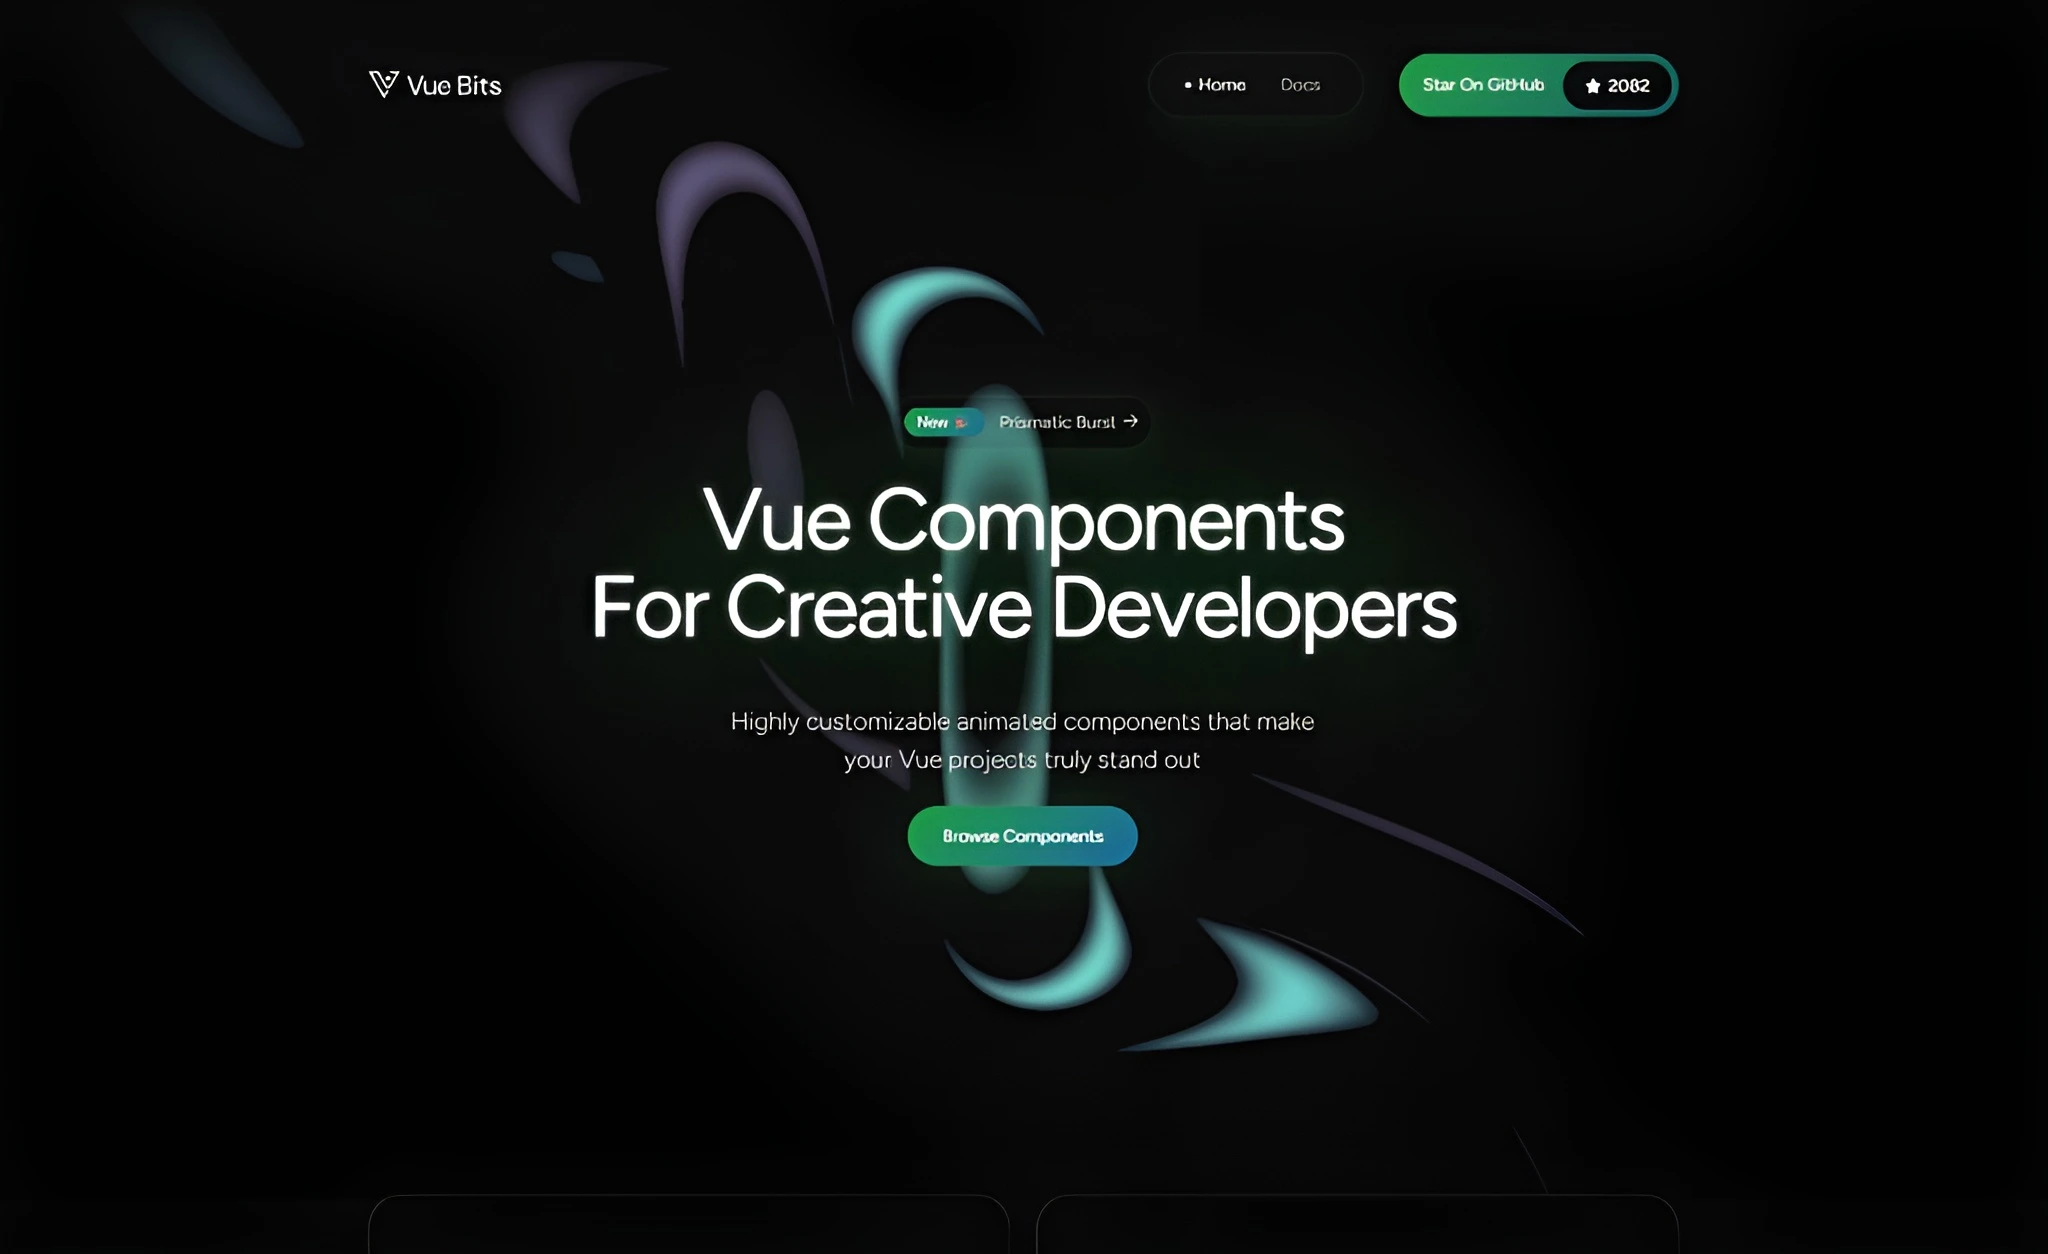 Vue Bits
Home
Docs
Star On GitHub
2082
New
Prismatic Burst →
Vue Components
For Creative Developers
Highly customizable animated components that make
your Vue projects truly stand out
Browse Components